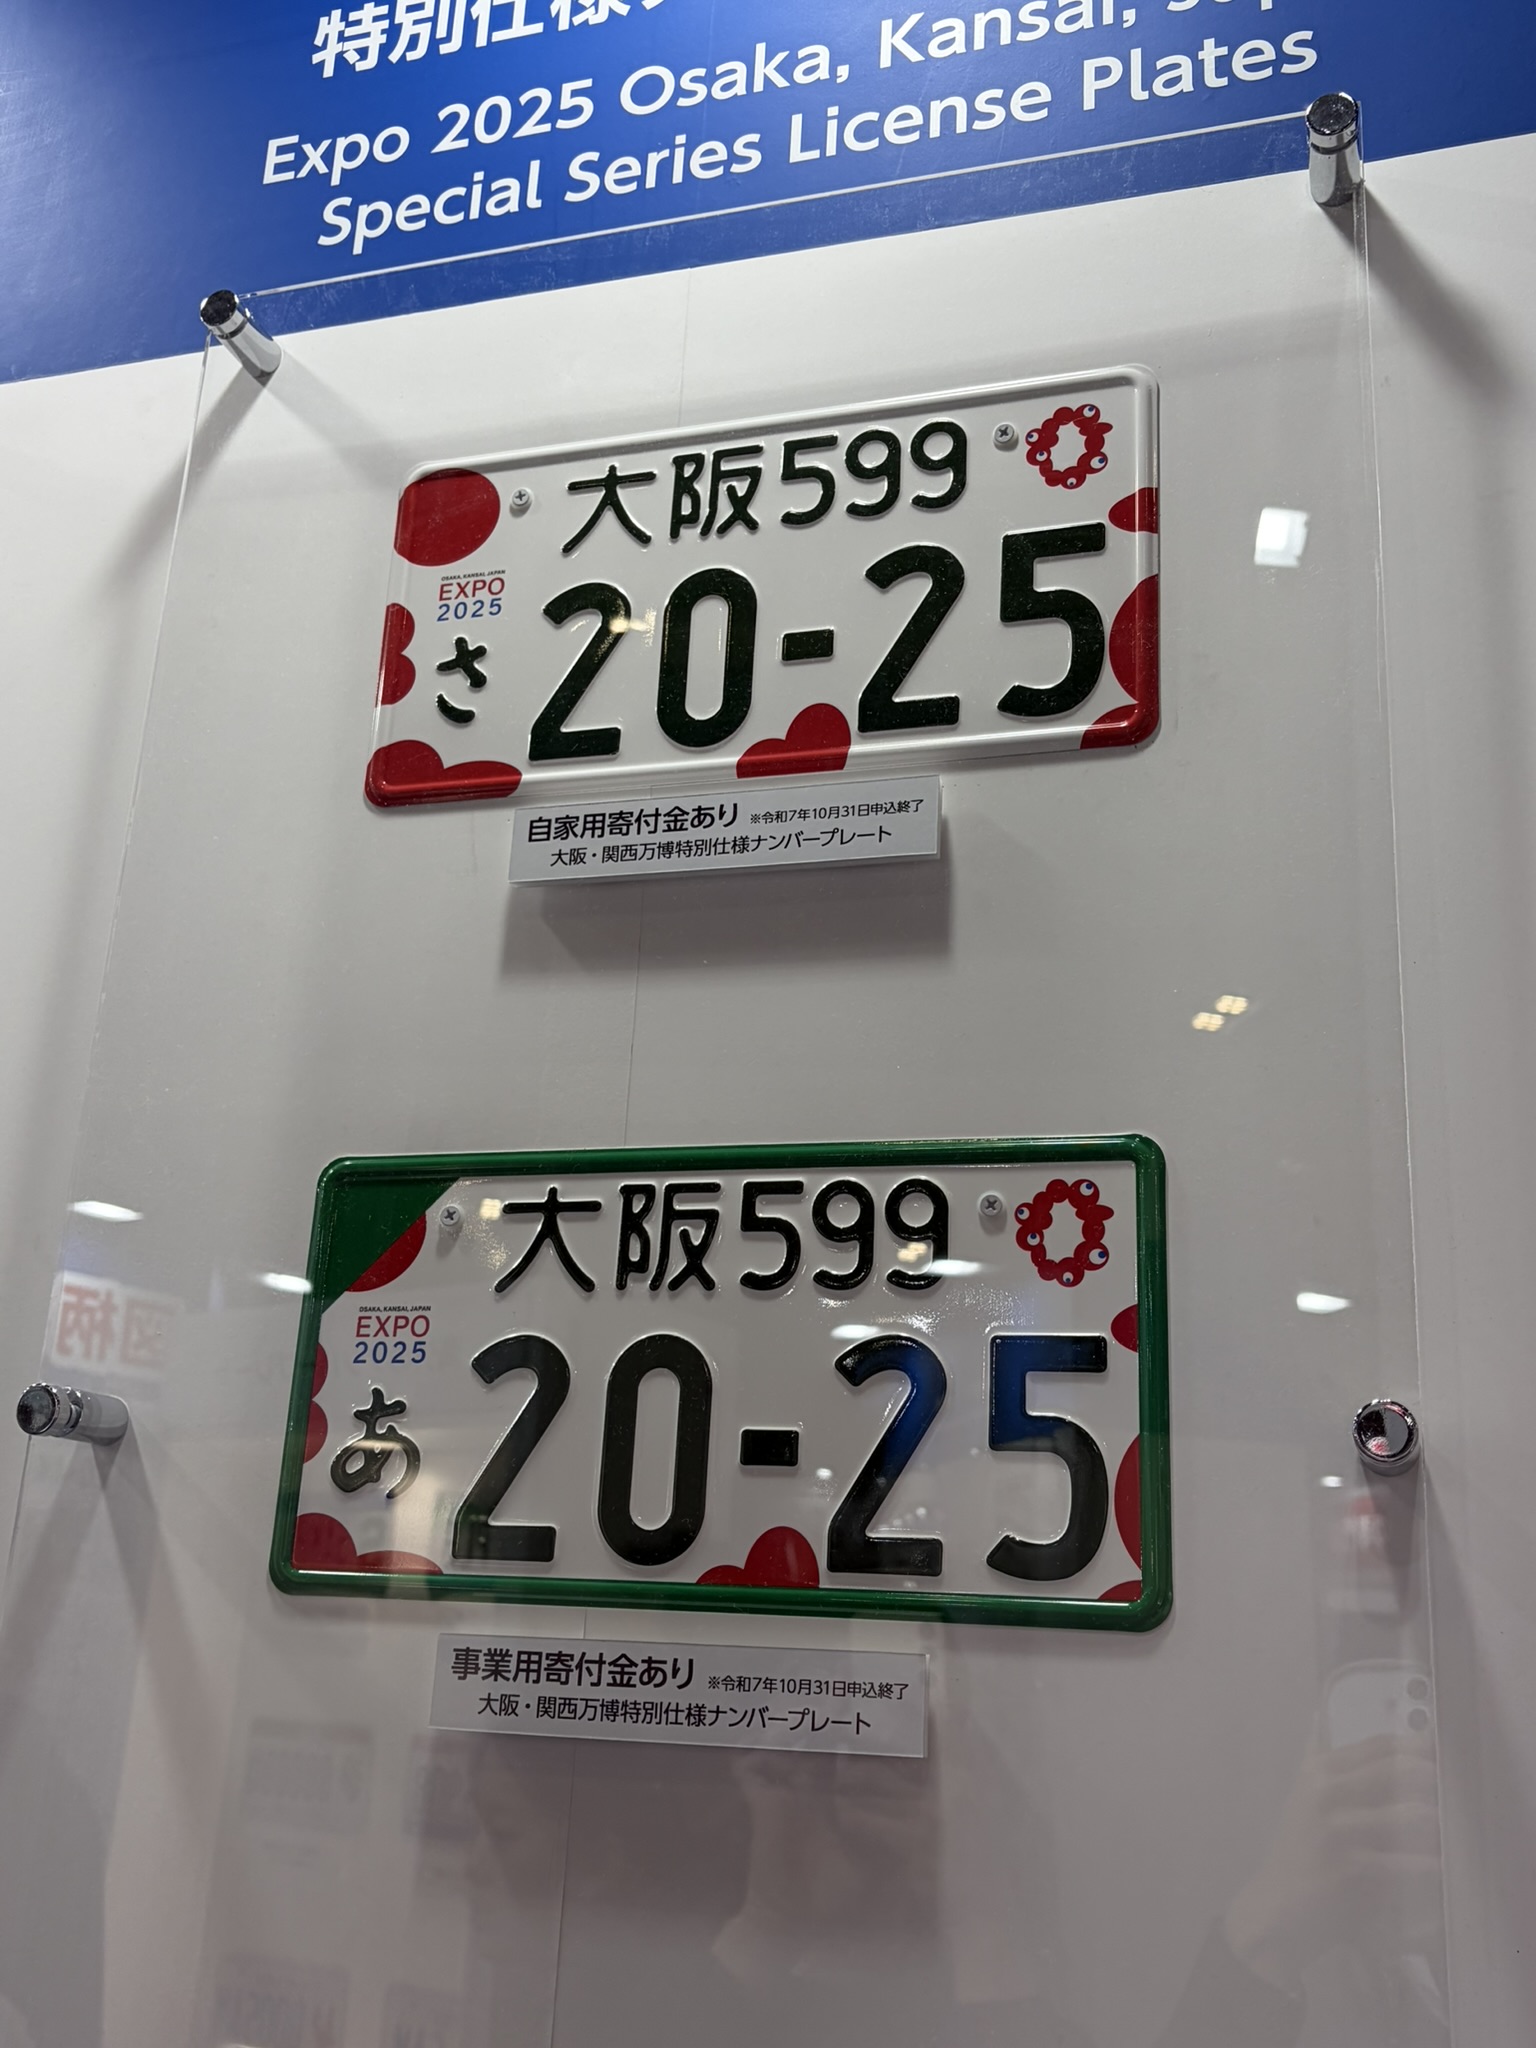 特別仕様
Expo 2025 Osaka, Kansai,
Special Series License Plates
大阪599
OSAKA, KANSAI, JAPAN
EXPO
2025
さ 20-25
自家用寄付金あり ※令和7年10月31日申込終了
大阪・関西万博特別仕様ナンバープレート
大阪599
OSAKA, KANSAI, JAPAN
EXPO
2025
あ 20-25
事業用寄付金あり ※令和7年10月31日申込終了
大阪・関西万博特別仕様ナンバープレート